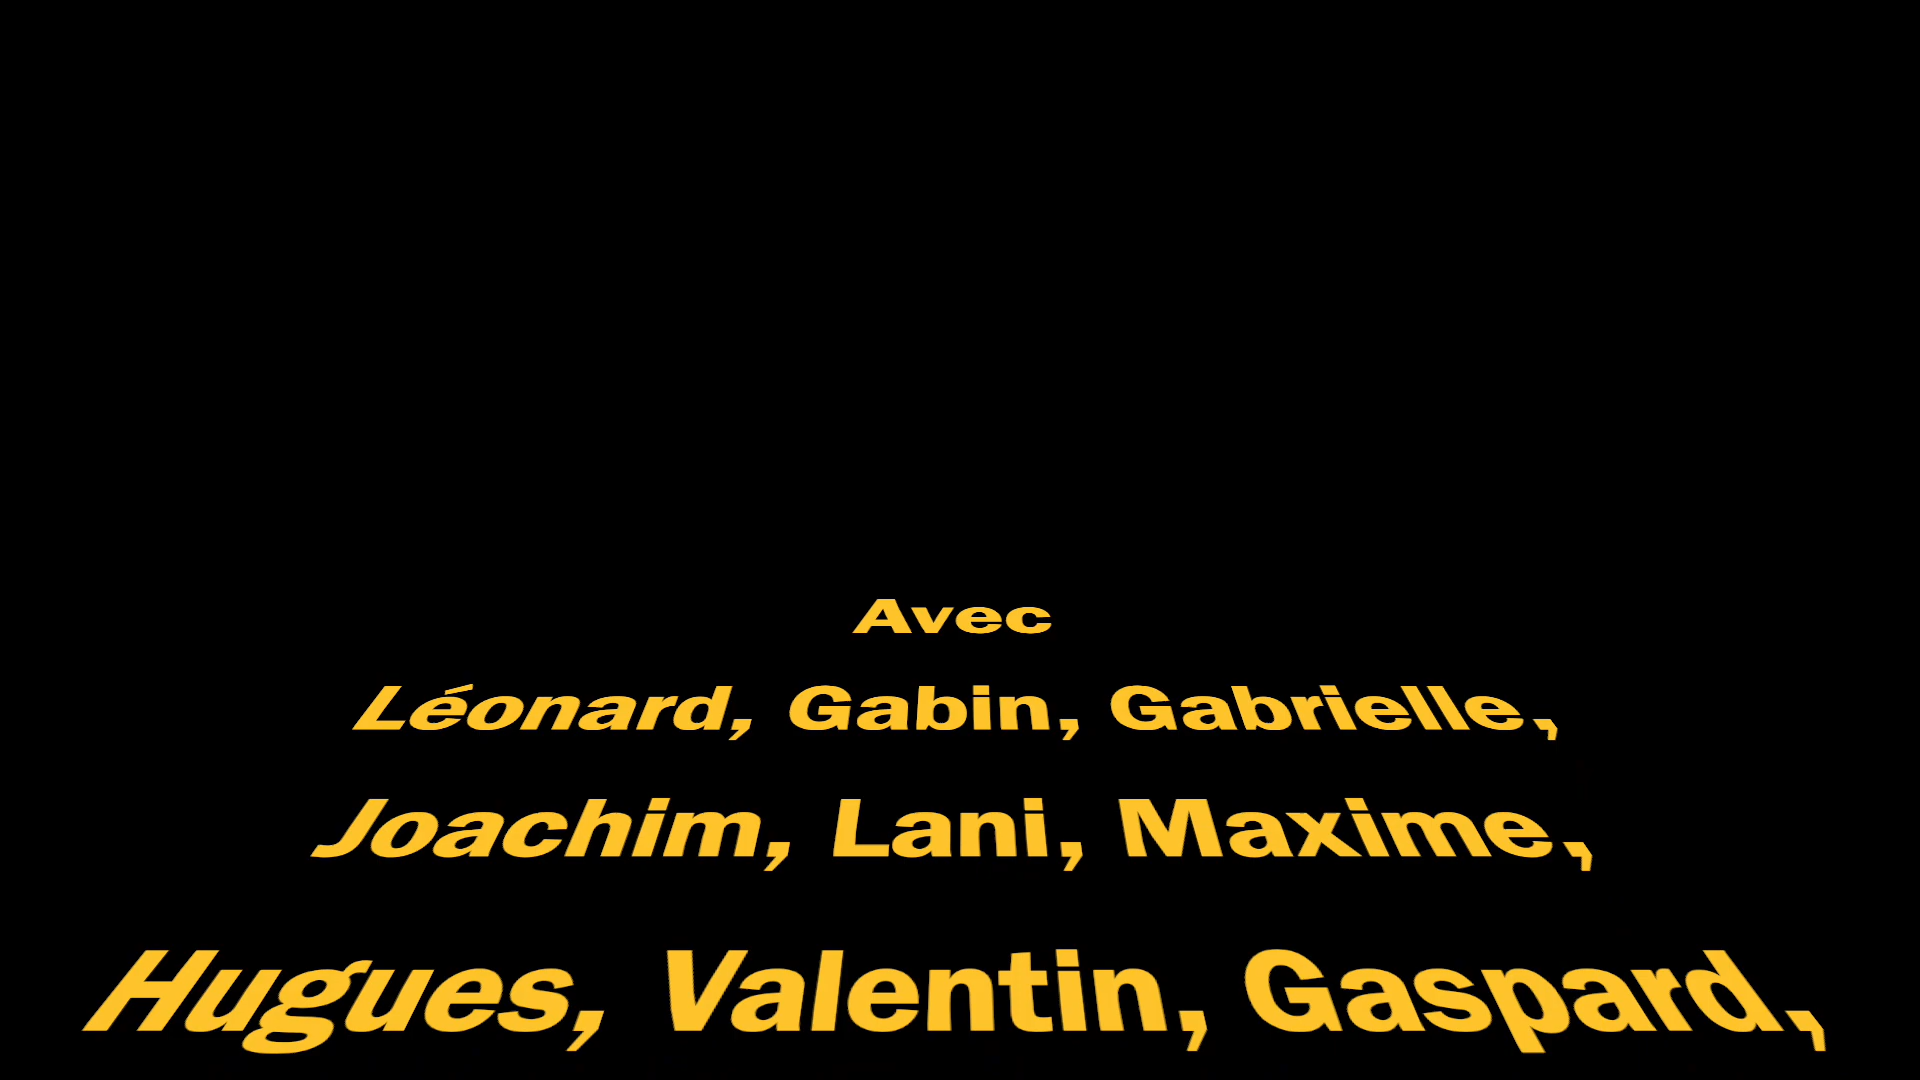 Avec
Léonard, Gabin, Gabrielle,
Joachim, Lani, Maxime,
Hugues, Valentin, Gaspard,